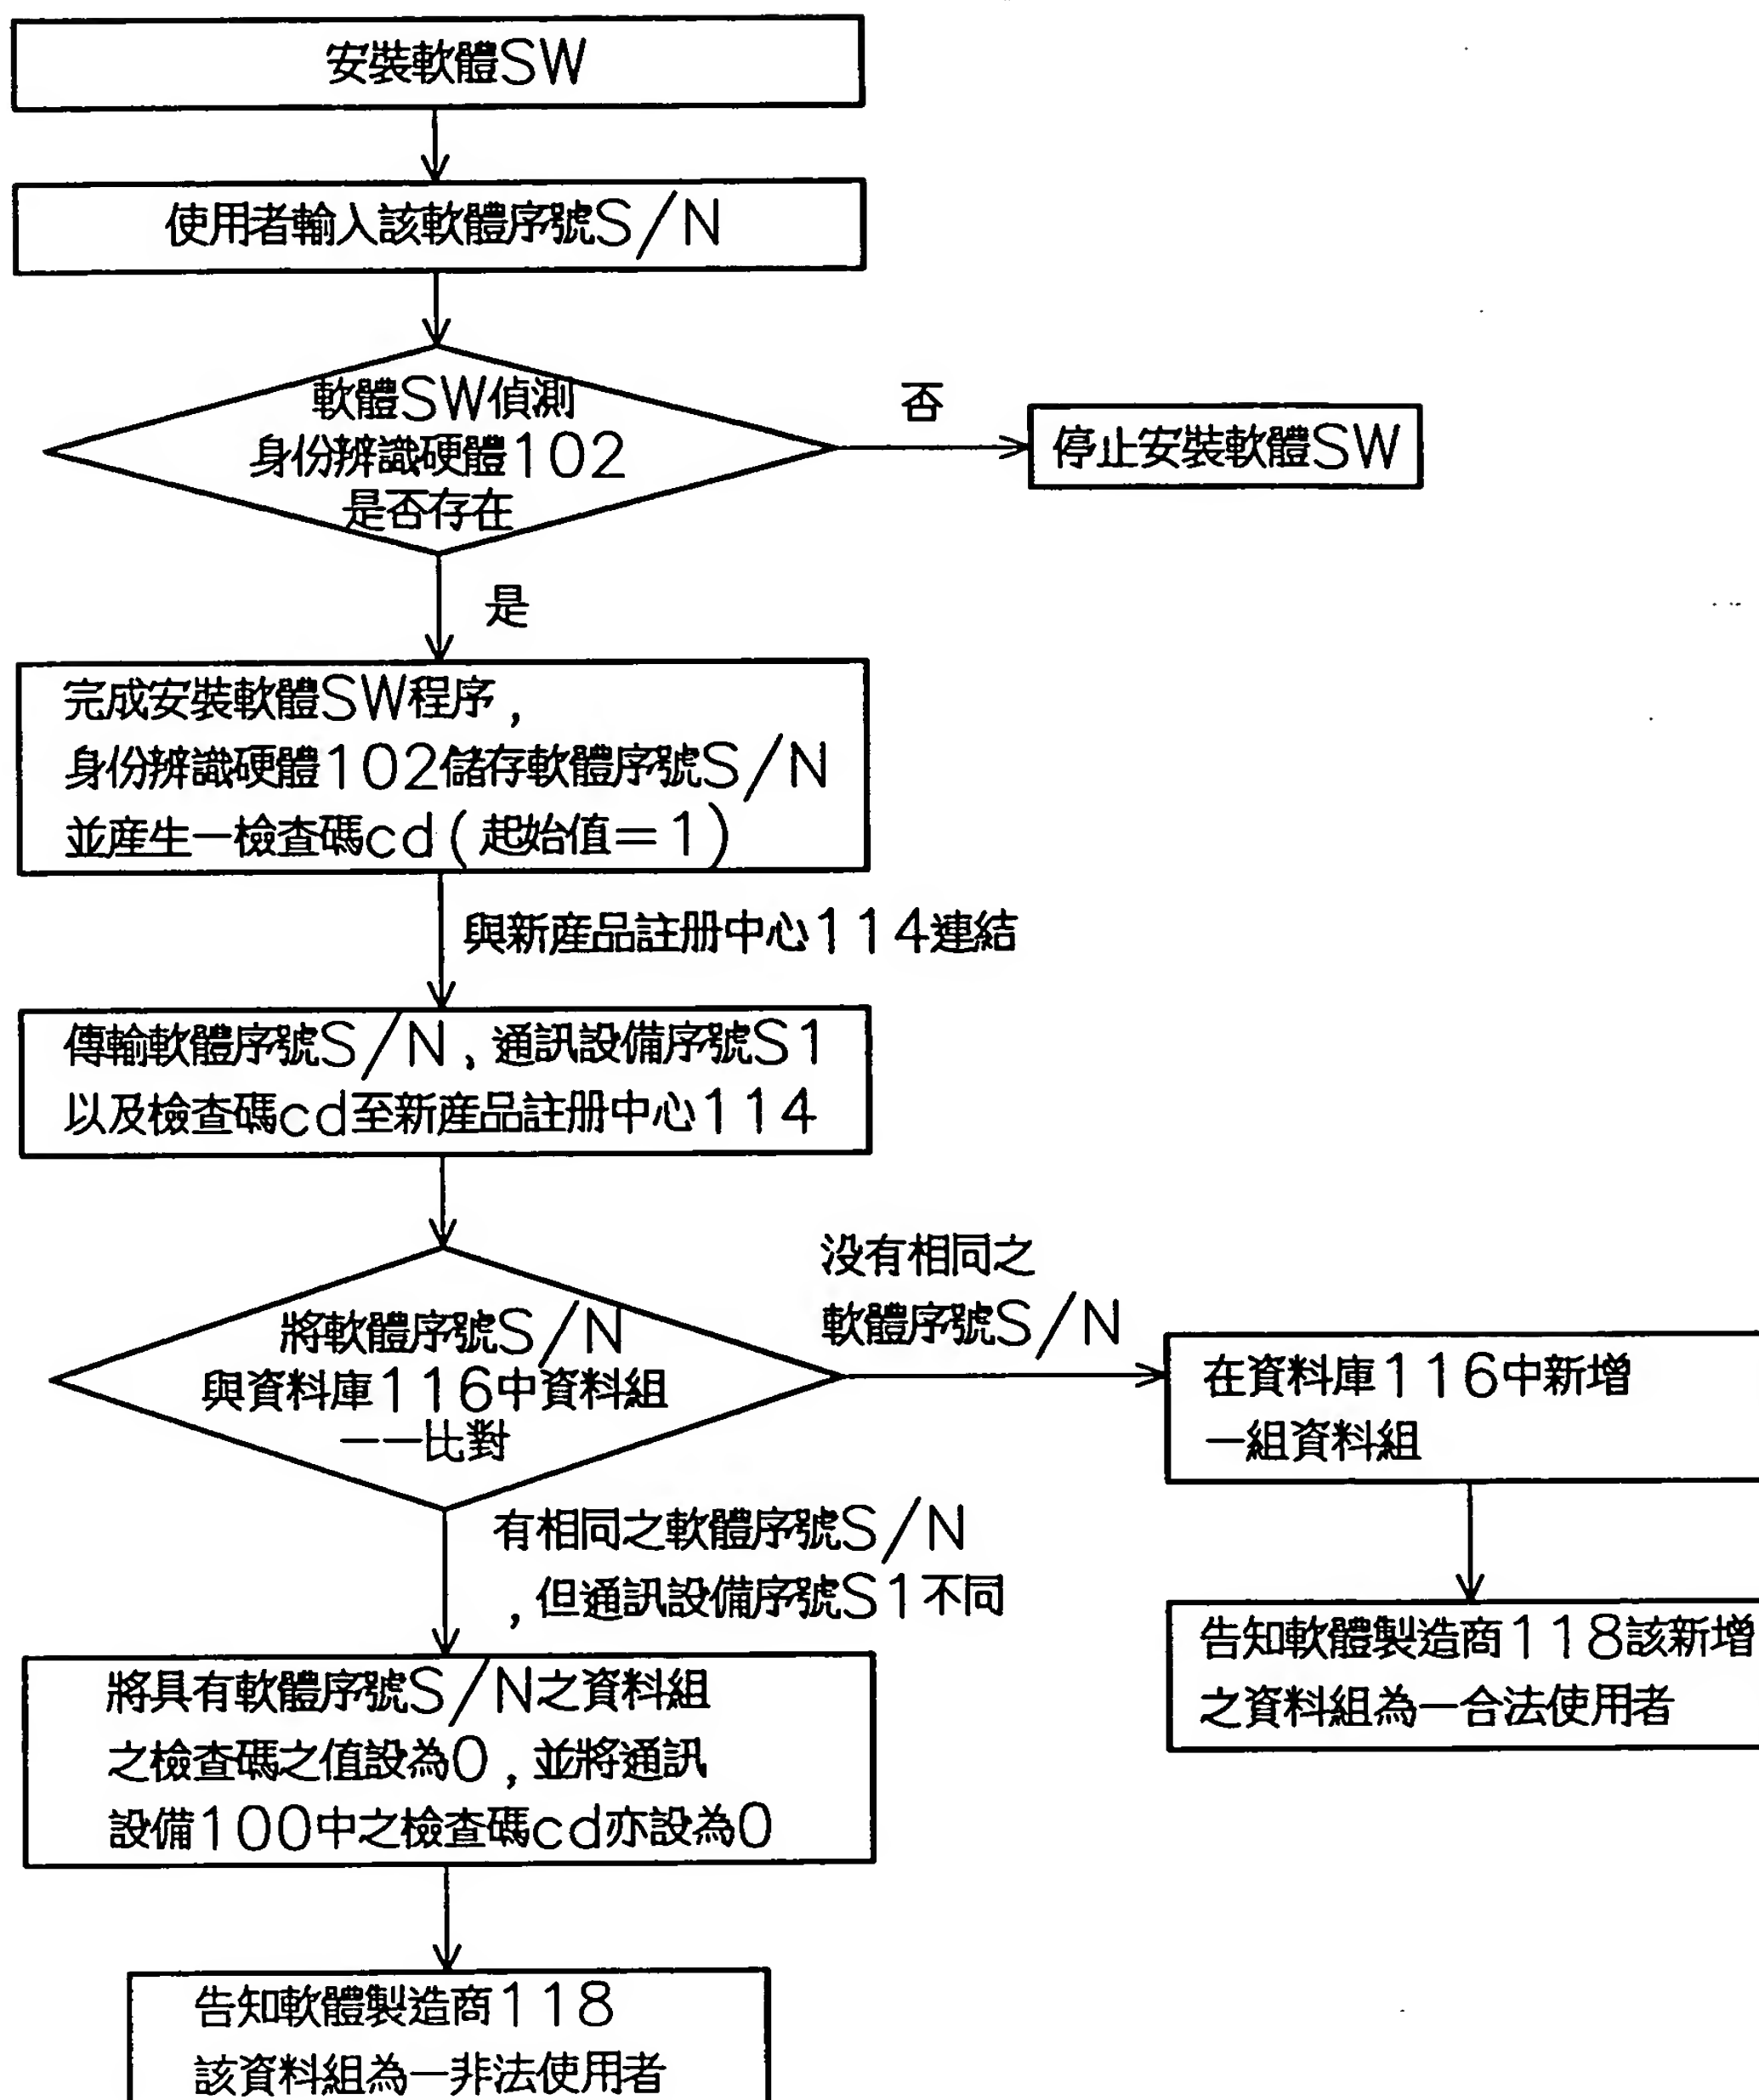 安裝軟體SW
使用者輸入該軟體序號S/N
軟體SW偵測
身份辨識硬體102
是否存在
否
停止安裝軟體SW
是
完成安裝軟體SW程序,
身份辨識硬體102儲存軟體序號S/N
並産生一檢查碼cd(起始值=1)
與新産品註册中心114連結
傳輸軟體序號S/N,通訊設備序號S1
以及檢查碼cd至新産品註册中心114
將軟體序號S/N
與資料庫116中資料組
一一比對
没有相同之
軟體序號S/N
在資料庫116中新增
一組資料組
告知軟體製造商118該新增
之資料組為一合法使用者
有相同之軟體序號S/N
,但通訊設備序號S1不同
將具有軟體序號S/N之資料組
之檢查碼之值設為0,並將通訊
設備100中之檢查碼cd亦設為0
告知軟體製造商118
該資料組為一非法使用者